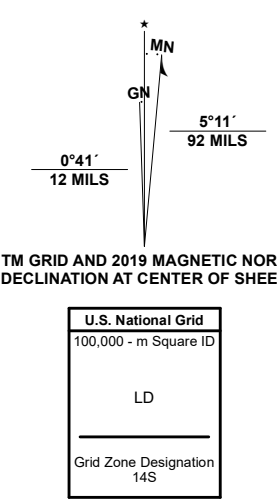 ★
MN
GN
5°11´
92 MILS
0°41´
12 MILS
TM GRID AND 2019 MAGNETIC NOR
DECLINATION AT CENTER OF SHEE
U.S. National Grid
100,000 - m Square ID
LD
Grid Zone Designation
14S